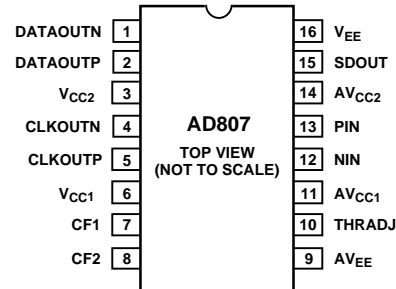 DATAOUTN 1 16 VEE
DATAOUTP 2 15 SDOUT
VCC2 3 14 AVCC2
CLKOUTN 4 AD807 13 PIN
CLKOUTP 5 TOP VIEW 12 NIN
(NOT TO SCALE)
VCC1 6 11 AVCC1
CF1 7 10 THRADJ
CF2 8 9 AVEE